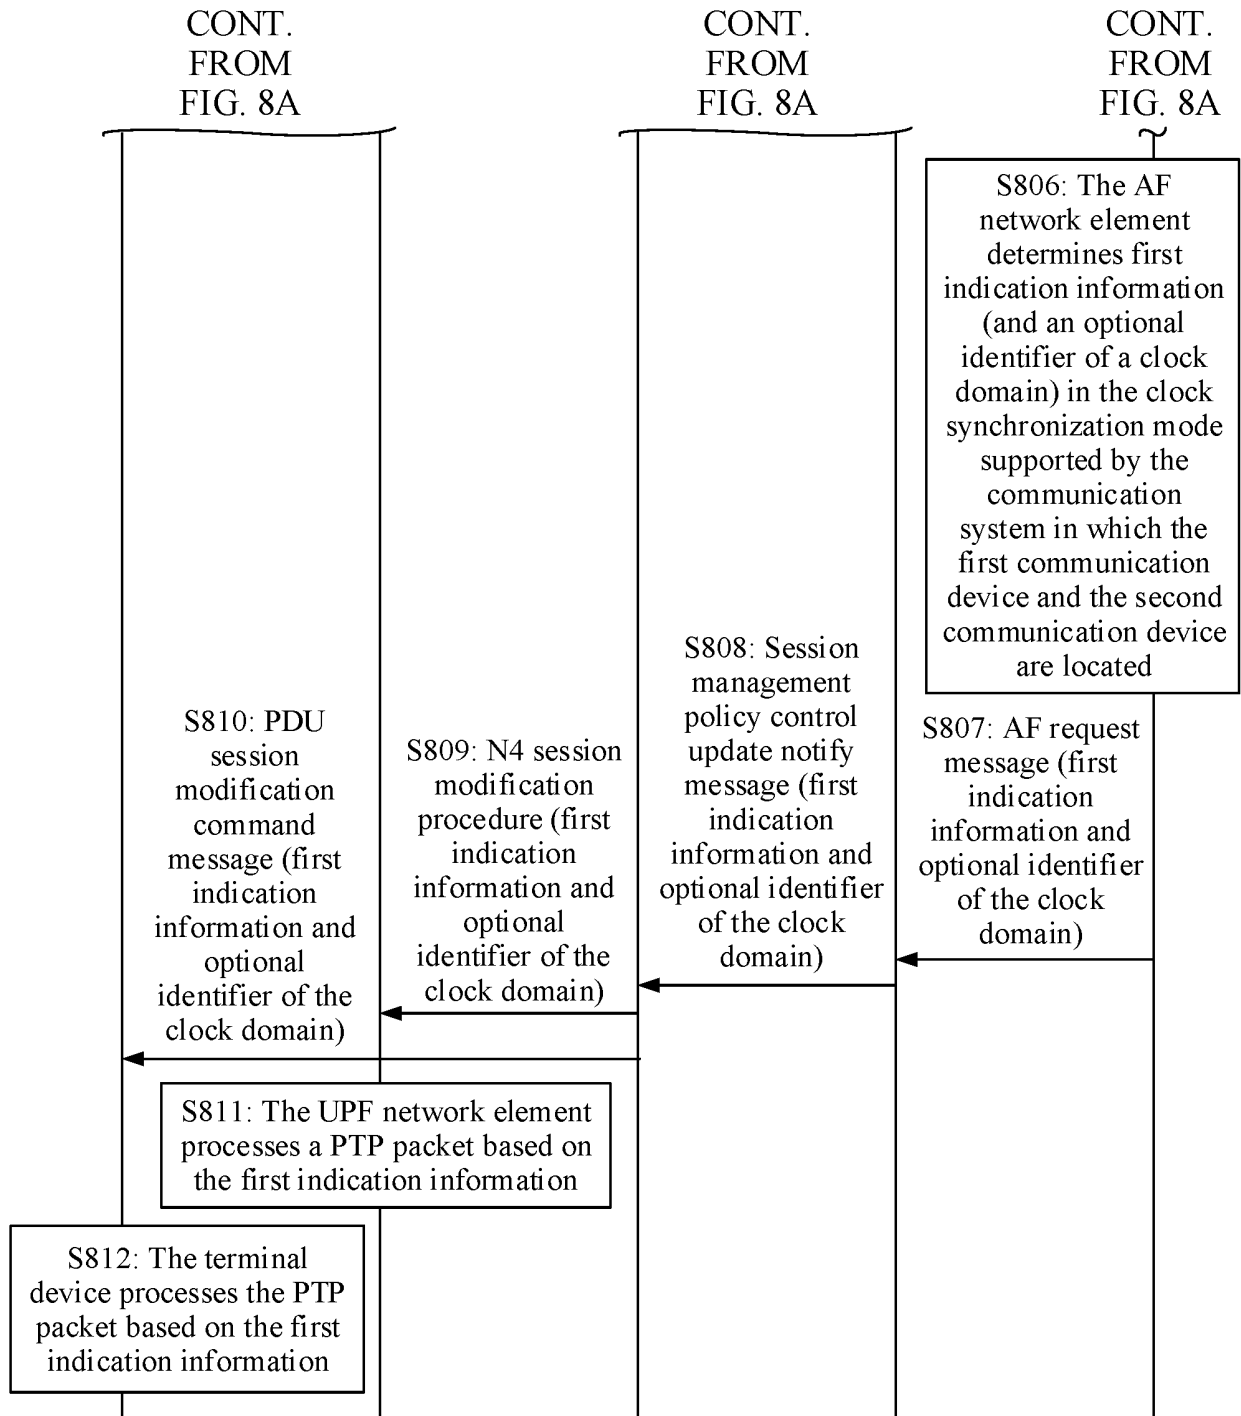 CONT.
FROM
FIG. 8A
CONT.
FROM
FIG. 8A
CONT.
FROM
FIG. 8A
S806: The AF
network element
determines first
indication information
(and an optional
identifier of a clock
domain) in the clock
synchronization mode
supported by the
communication
system in which the
first communication
device and the second
communication device
are located
S807: AF request
message (first
indication
information and
optional identifier
of the clock
domain)
S808: Session
management
policy control
update notify
message (first
indication
information and
optional identifier
of the clock
domain)
S809: N4 session
modification
procedure (first
indication
information and
optional
identifier of the
clock domain)
S810: PDU
session
modification
command
message (first
indication
information and
optional
identifier of the
clock domain)
S811: The UPF network element
processes a PTP packet based on
the first indication information
S812: The terminal
device processes the PTP
packet based on the first
indication information